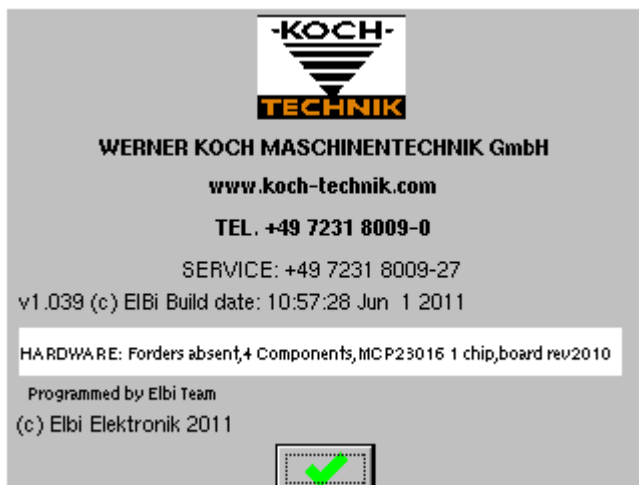 -KOCH-
TECHNIK
WERNER KOCH MASCHINENTECHNIK GmbH
www.koch-technik.com
TEL. +49 7231 8009-0
SERVICE: +49 7231 8009-27
v1.039 (c) ElBi Build date: 10:57:28 Jun 1 2011
HARDWARE: Forders absent,4 Components,MCP23016 1 chip,board rev2010
Programmed by Elbi Team
(c) Elbi Elektronik 2011